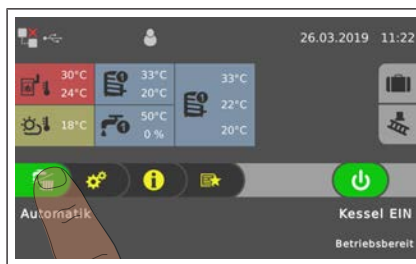 26.03.2019 11:22
30°C
24°C
33°C
20°C
33°C
22°C
20°C
18°C
50°C
0 %
Automatik
Kessel EIN
Betriebsbereit